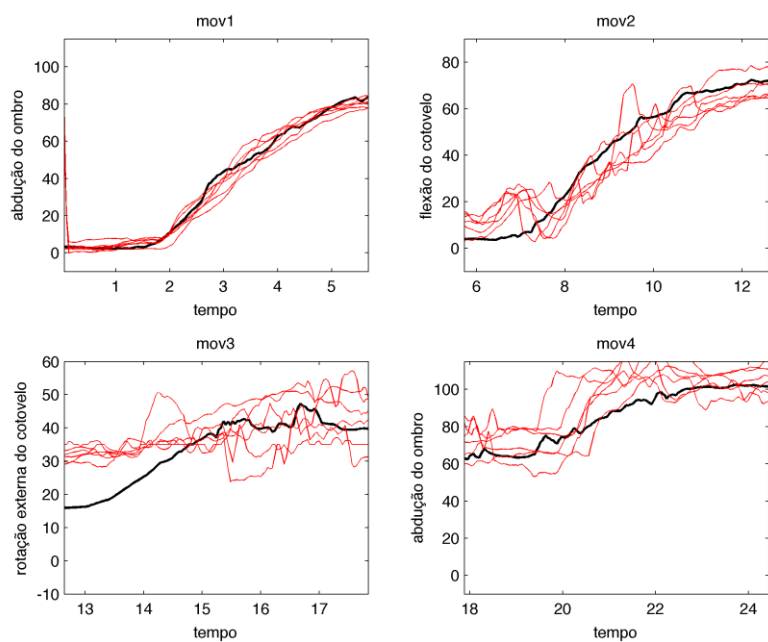 mov1
abdução do ombro
100
80
60
40
20
0
1 2 3 4 5
tempo
mov2
flexão do cotovelo
80
60
40
20
0
6 8 10 12
tempo
mov3
rotação externa do cotovelo
60
50
40
30
20
10
0
-10
13 14 15 16 17
tempo
mov4
abdução do ombro
100
80
60
40
20
0
18 20 22 24
tempo